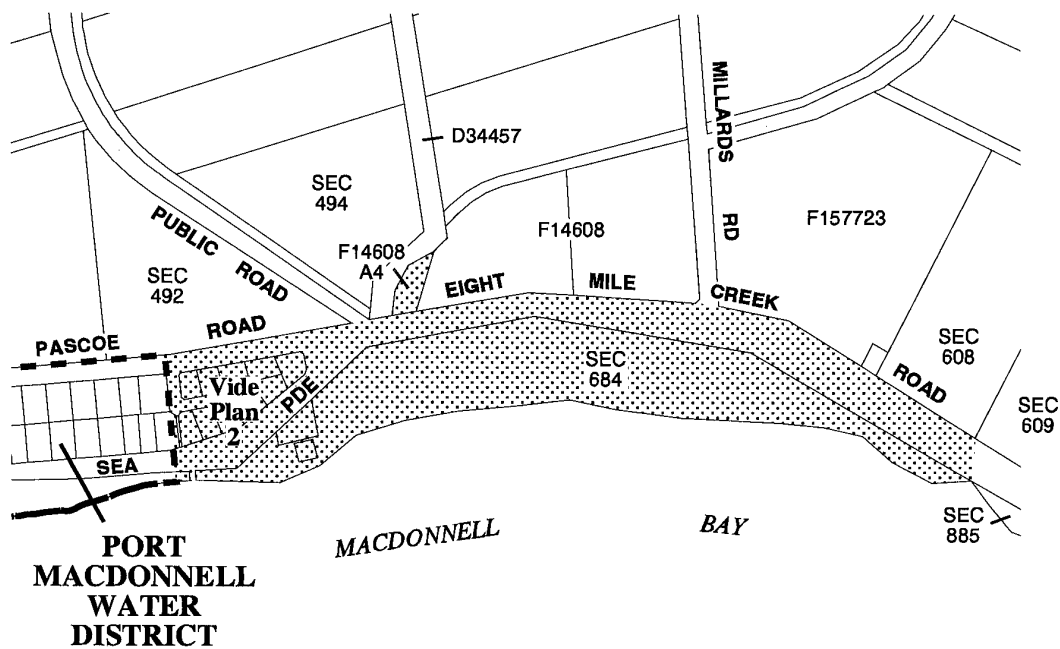 MILLARDS
RD
D34457
SEC
494
F14608
A4
F14608
F157723
PUBLIC ROAD
SEC
492
EIGHT MILE CREEK ROAD
PASCOE ROAD
SEC
608
SEC
684
SEC
609
Vide
Plan
2
SEA PDE
SEC
885
MACDONNELL BAY
PORT
MACDONNELL
WATER
DISTRICT